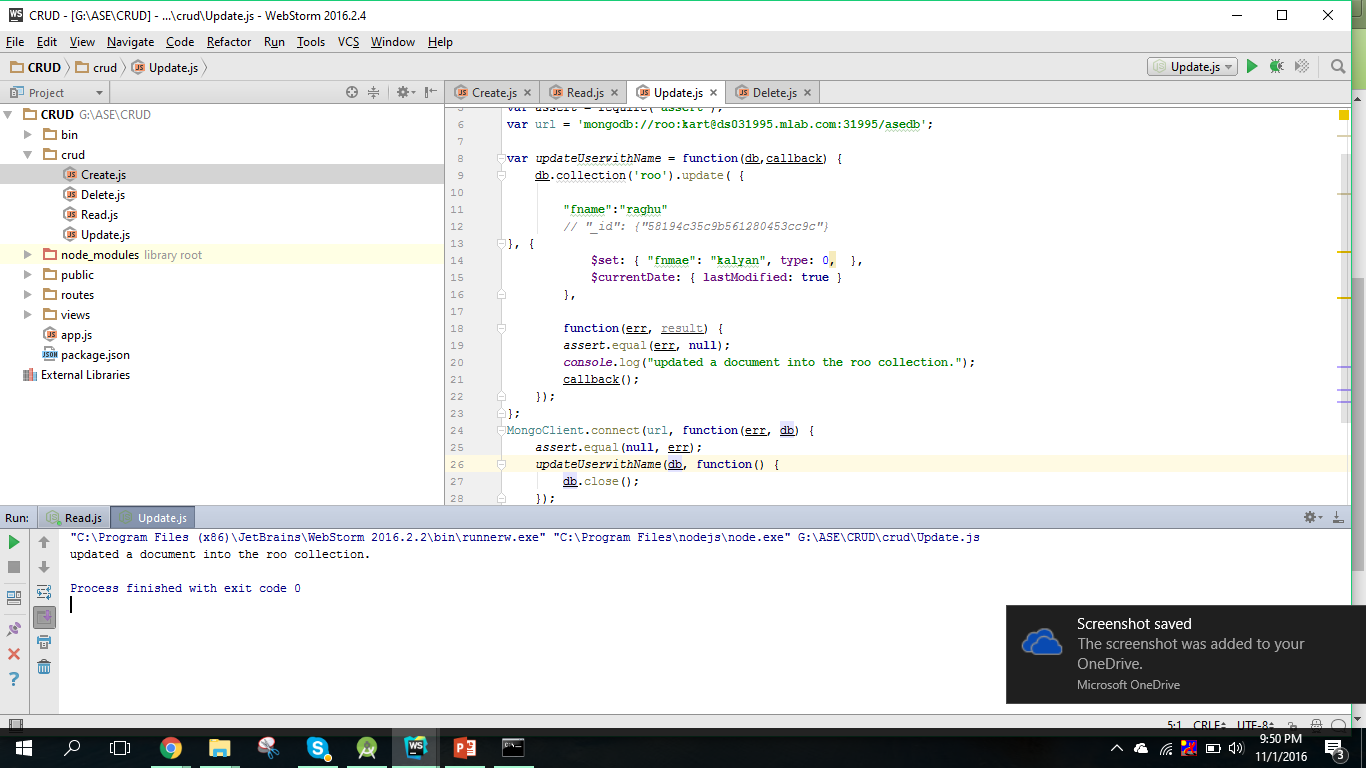 CRUD - [G:\ASE\CRUD] - ...\crud\Update.js - WebStorm 2016.2.4
File Edit View Navigate Code Refactor Run Tools VCS Window Help
CRUD crud Update.js Update.js
Project Create.js Read.js Update.js Delete.js
CRUD G:\ASE\CRUD
bin
crud
Create.js
Delete.js
Read.js
Update.js
node_modules library root
public
routes
views
app.js
package.json
External Libraries
5 var assert = require('assert');
6 var url = 'mongodb://roo:kart@ds031995.mlab.com:31995/asedb';
7
8 var updateUserwithName = function(db,callback) {
9 db.collection('roo').update( {
10
11 "fname":"raghu"
12 // "_id": {"58194c35c9b561280453cc9c"}
13 }, {
14 $set: { "fnmae": "kalyan", type: 0, },
15 $currentDate: { lastModified: true }
16 },
17
18 function(err, result) {
19 assert.equal(err, null);
20 console.log("updated a document into the roo collection.");
21 callback();
22 });
23 };
24 MongoClient.connect(url, function(err, db) {
25 assert.equal(null, err);
26 updateUserwithName(db, function() {
27 db.close();
28 });
Run: Read.js Update.js
"C:\Program Files (x86)\JetBrains\WebStorm 2016.2.2\bin\runnerw.exe" "C:\Program Files\nodejs\node.exe" G:\ASE\CRUD\crud\Update.js
updated a document into the roo collection.
Process finished with exit code 0
Screenshot saved
The screenshot was added to your
OneDrive.
Microsoft OneDrive
5:1 CRLF UTF-8
9:50 PM
11/1/2016
3